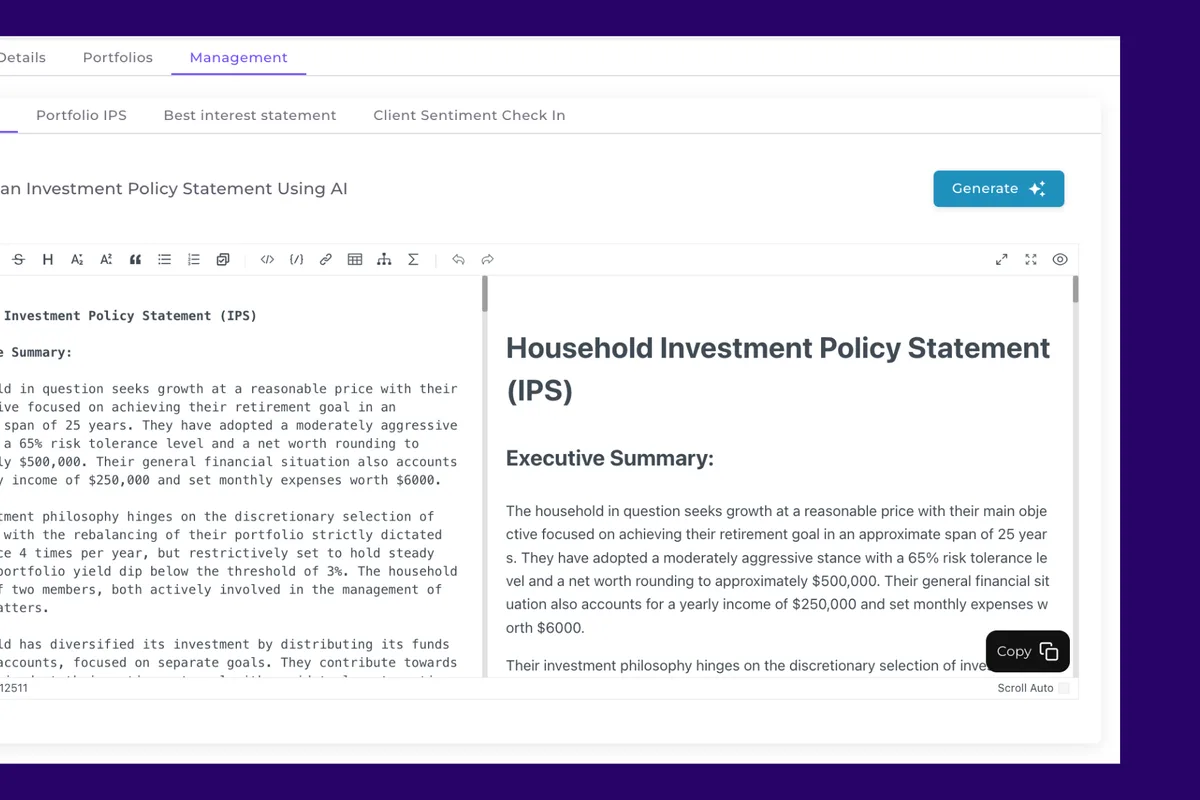 Details Portfolios Management
Portfolio IPS Best interest statement Client Sentiment Check In
an Investment Policy Statement Using AI
Generate
Investment Policy Statement (IPS)
Summary:
in question seeks growth at a reasonable price with their
focused on achieving their retirement goal in an
span of 25 years. They have adopted a moderately aggressive
a 65% risk tolerance level and a net worth rounding to
$500,000. Their general financial situation also accounts
income of $250,000 and set monthly expenses worth $6000.
philosophy hinges on the discretionary selection of
with the rebalancing of their portfolio strictly dictated
4 times per year, but restrictively set to hold steady
portfolio yield dip below the threshold of 3%. The household
two members, both actively involved in the management of
has diversified its investment by distributing its funds
accounts, focused on separate goals. They contribute towards
12511
Household Investment Policy Statement
(IPS)
Executive Summary:
The household in question seeks growth at a reasonable price with their main obje
ctive focused on achieving their retirement goal in an approximate span of 25 year
s. They have adopted a moderately aggressive stance with a 65% risk tolerance le
vel and a net worth rounding to approximately $500,000. Their general financial sit
uation also accounts for a yearly income of $250,000 and set monthly expenses w
orth $6000.
Their investment philosophy hinges on the discretionary selection of
Copy
Scroll Auto